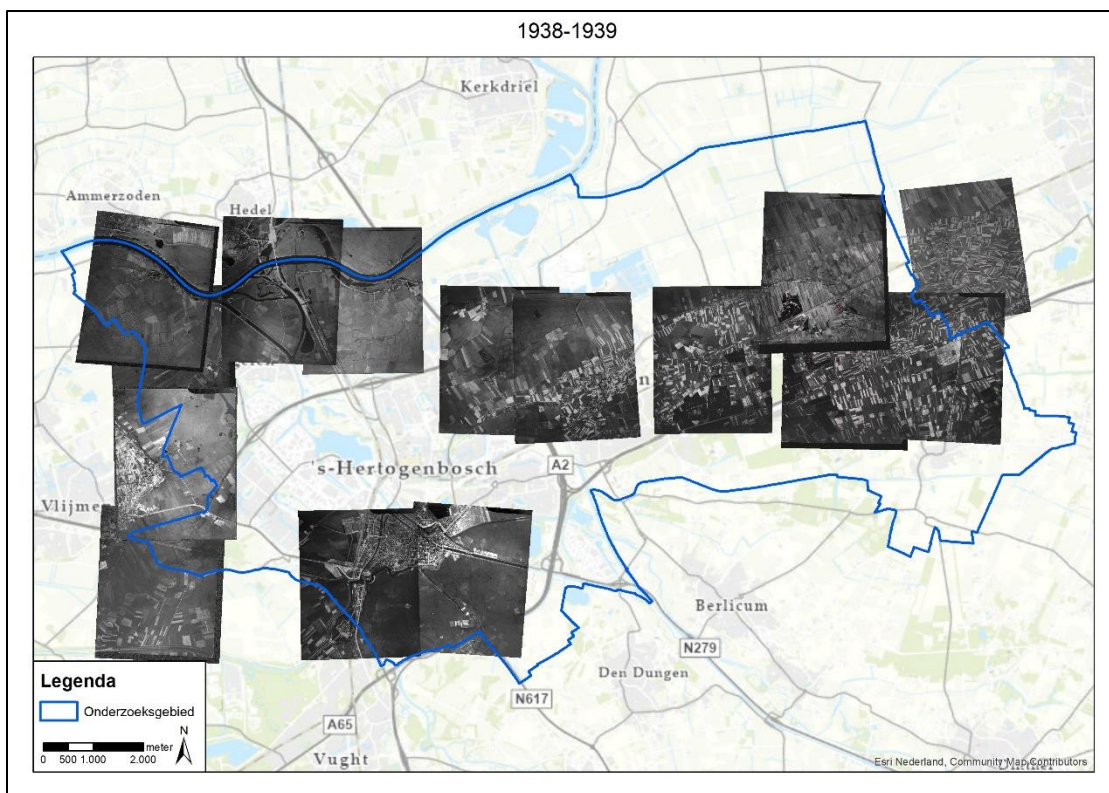 1938-1939
Kerkdriel
Ammerzoden
Hedel
's-Hertogenbosch
A2
Vlijme
Berlicum
N279
Den Dungen
N617
A65
Vught
Legenda
Onderzoeksgebied
N
meter
0 500 1.000 2.000
Esri Nederland, Community Map Contributors